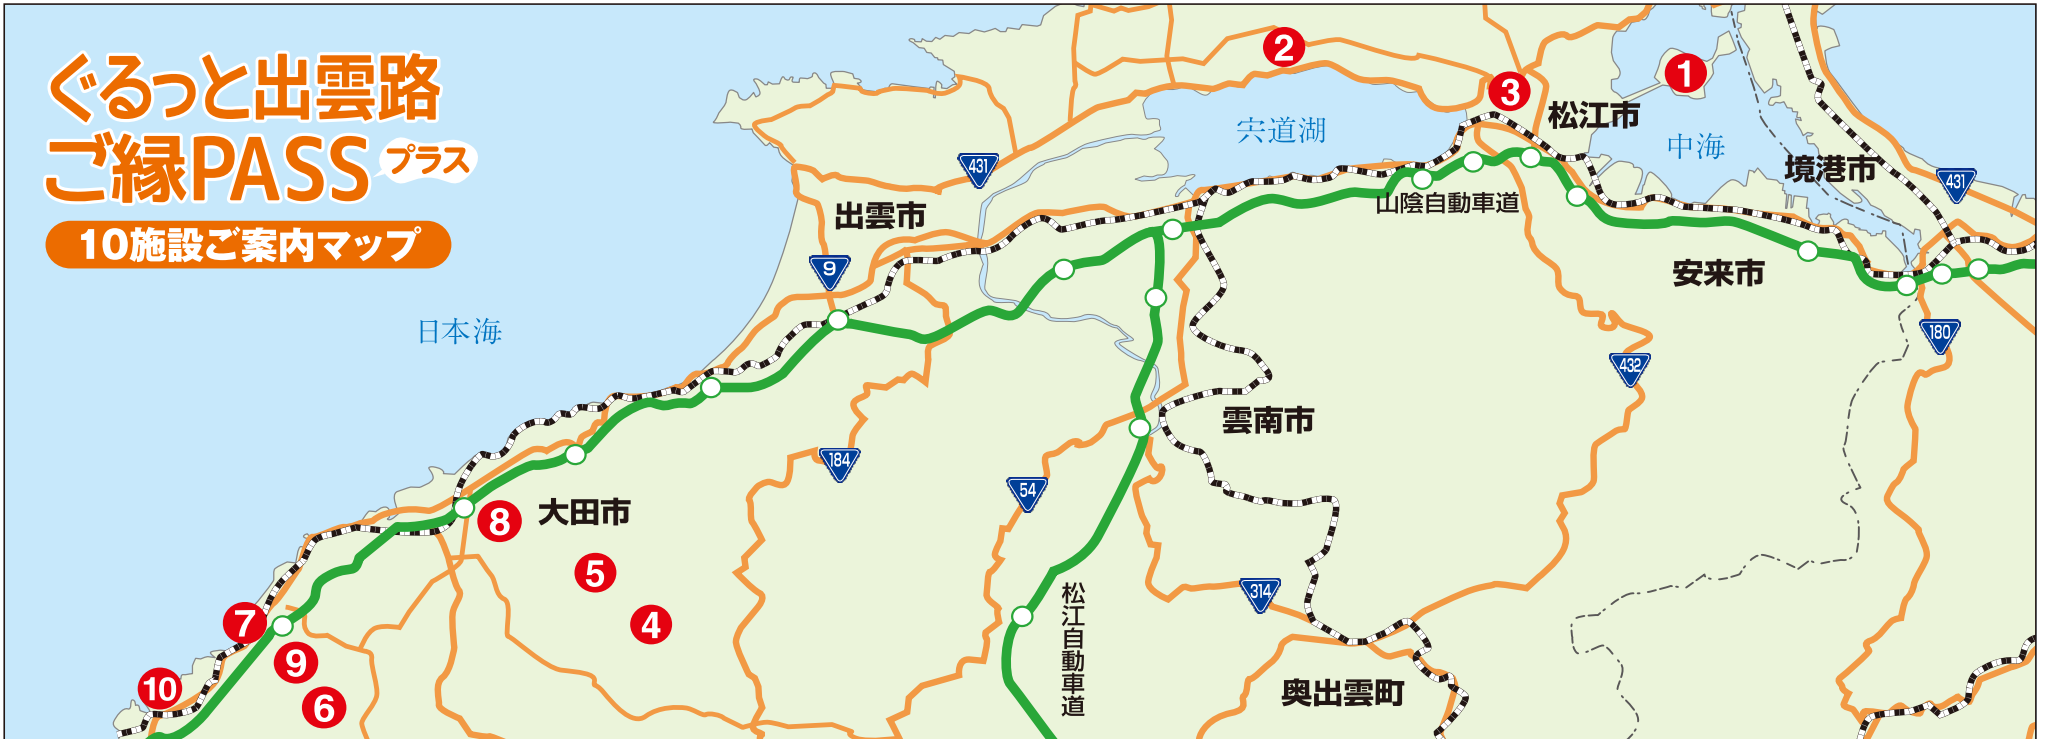 ぐるっと出雲路
ご縁PASS プラス
10施設ご案内マップ
2
1
3
松江市
宍道湖
中海
境港市
431
431
山陰自動車道
出雲市
9
安来市
日本海
180
432
雲南市
184
54
大田市
8
5
314
松江自動車道
7
4
9
10
6
奥出雲町